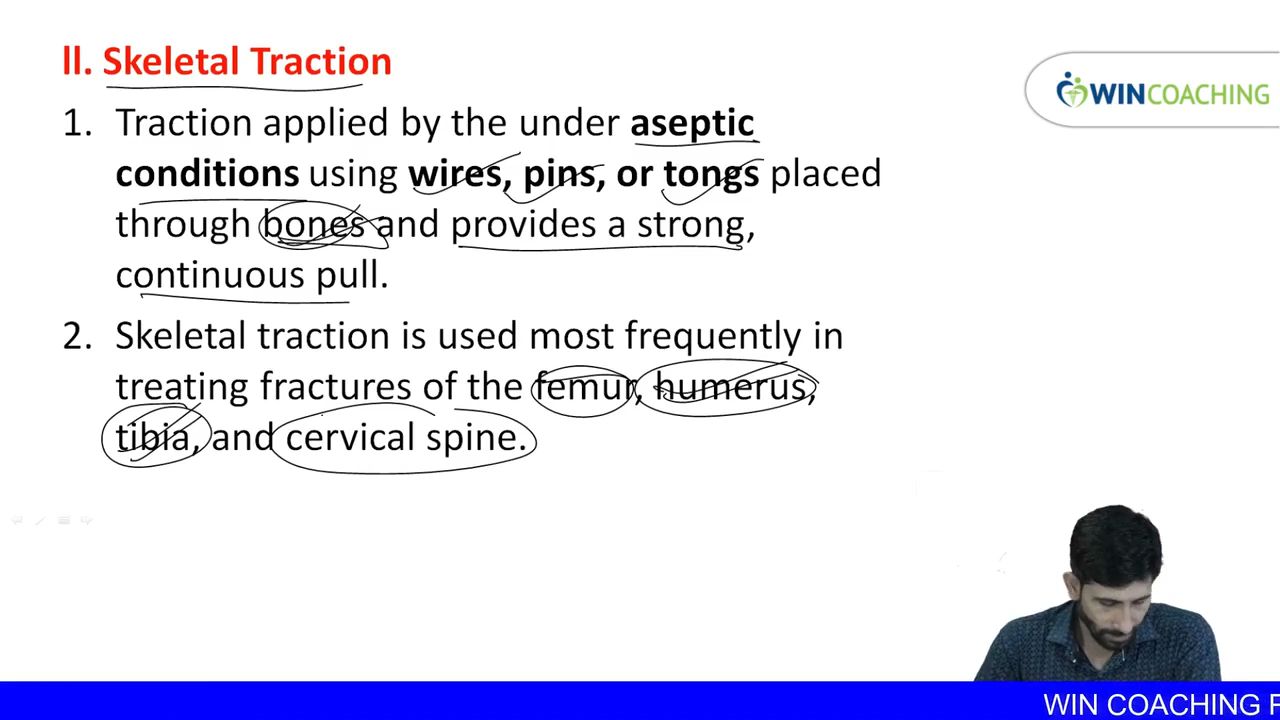 ll. Skeletal Traction
WINCOACHING
1. Traction applied by the under aseptic
conditions using wires, pins, or tongs placed
through bones and provides a strong,
continuous pull.
2. Skeletal traction is used most frequently in
treating fractures of the femur, humerus,
tibia, and cervical spine.
WIN COACHING